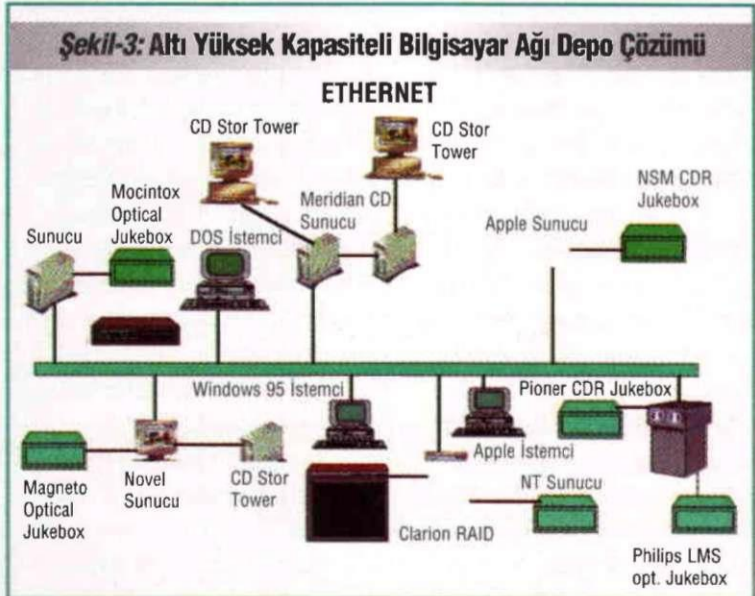 Şekil-3: Altı Yüksek Kapasiteli Bilgisayar Ağı Depo Çözümü
ETHERNET
CD Stor Tower
CD Stor
Tower
Mocintox
Optical
Jukebox
Sunucu
DOS İstemci
Meridian CD
Sunucu
Apple Sunucu
NSM CDR
Jukebox
Windows 95 İstemci
Pioner CDR Jukebox
Magneto
Optical
Jukebox
Novel
Sunucu
CD Stor
Tower
Clarion RAID
Apple İstemci
NT Sunucu
Philips LMS
opt. Jukebox